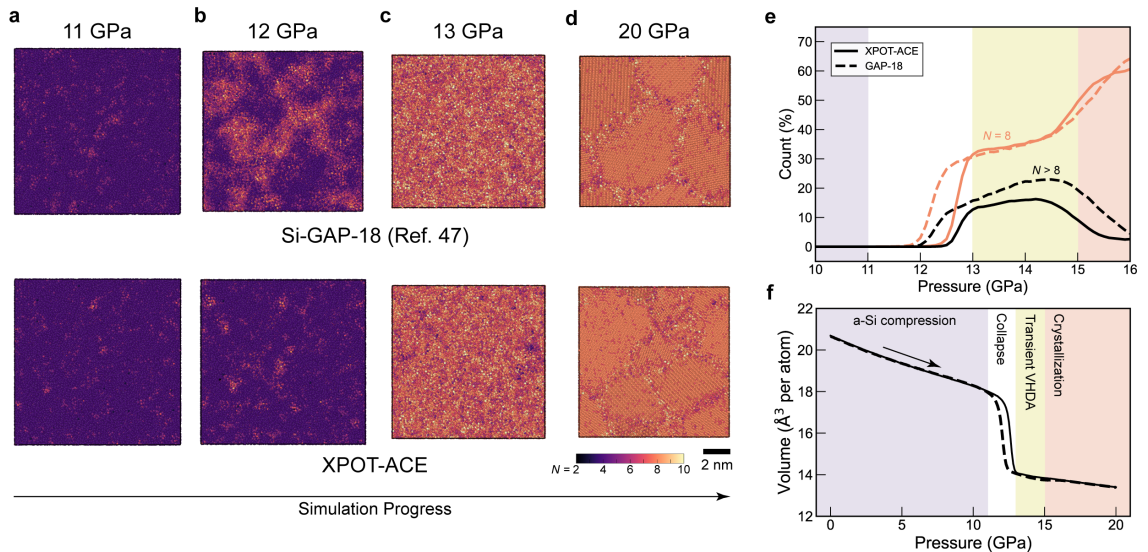 a
11 GPa
b
12 GPa
c
13 GPa
d
20 GPa
Si-GAP-18 (Ref. 47)
XPOT-ACE
N = 2 4 6 8 10
2 nm
Simulation Progress
e
XPOT-ACE
GAP-18
N = 8
N > 8
Count (%)
70
60
50
40
30
20
10
0
10 11 12 13 14 15 16
Pressure (GPa)
f
a-Si compression
Collapse
Transient VHDA
Crystallization
Volume (Å3 per atom)
22
20
18
16
14
12
0 5 10 15 20
Pressure (GPa)